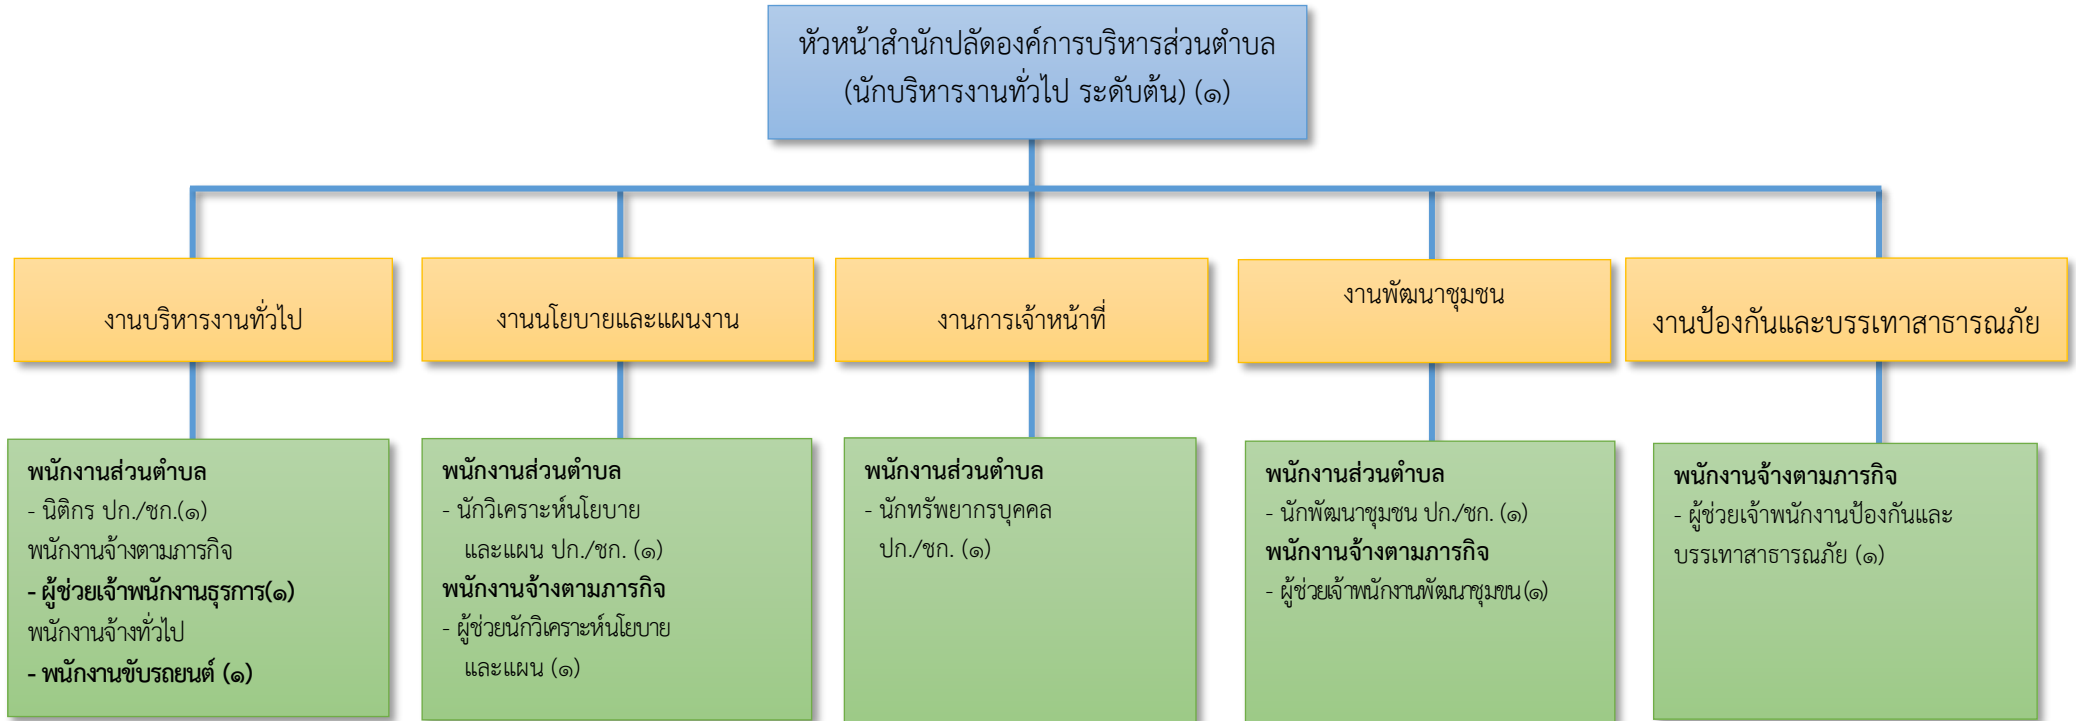 หัวหน้าสำนักปลัดองค์การบริหารส่วนตำบล
(นักบริหารงานทั่วไป ระดับต้น) (๑)
งานบริหารงานทั่วไป
งานนโยบายและแผนงาน
งานการเจ้าหน้าที่
งานพัฒนาชุมชน
งานป้องกันและบรรเทาสาธารณภัย
พนักงานส่วนตำบล
- นิติกร ปก./ชก.(๑)
พนักงานจ้างตามภารกิจ
- ผู้ช่วยเจ้าพนักงานธุรการ(๑)
พนักงานจ้างทั่วไป
- พนักงานขับรถยนต์ (๑)
พนักงานส่วนตำบล
- นักวิเคราะห์นโยบาย
และแผน ปก./ชก. (๑)
พนักงานจ้างตามภารกิจ
- ผู้ช่วยนักวิเคราะห์นโยบาย
และแผน (๑)
พนักงานส่วนตำบล
- นักทรัพยากรบุคคล
ปก./ชก. (๑)
พนักงานส่วนตำบล
- นักพัฒนาชุมชน ปก./ชก. (๑)
พนักงานจ้างตามภารกิจ
- ผู้ช่วยเจ้าพนักงานพัฒนาชุมขน (๑)
พนักงานจ้างตามภารกิจ
- ผู้ช่วยเจ้าพนักงานป้องกันและ
บรรเทาสาธารณภัย (๑)